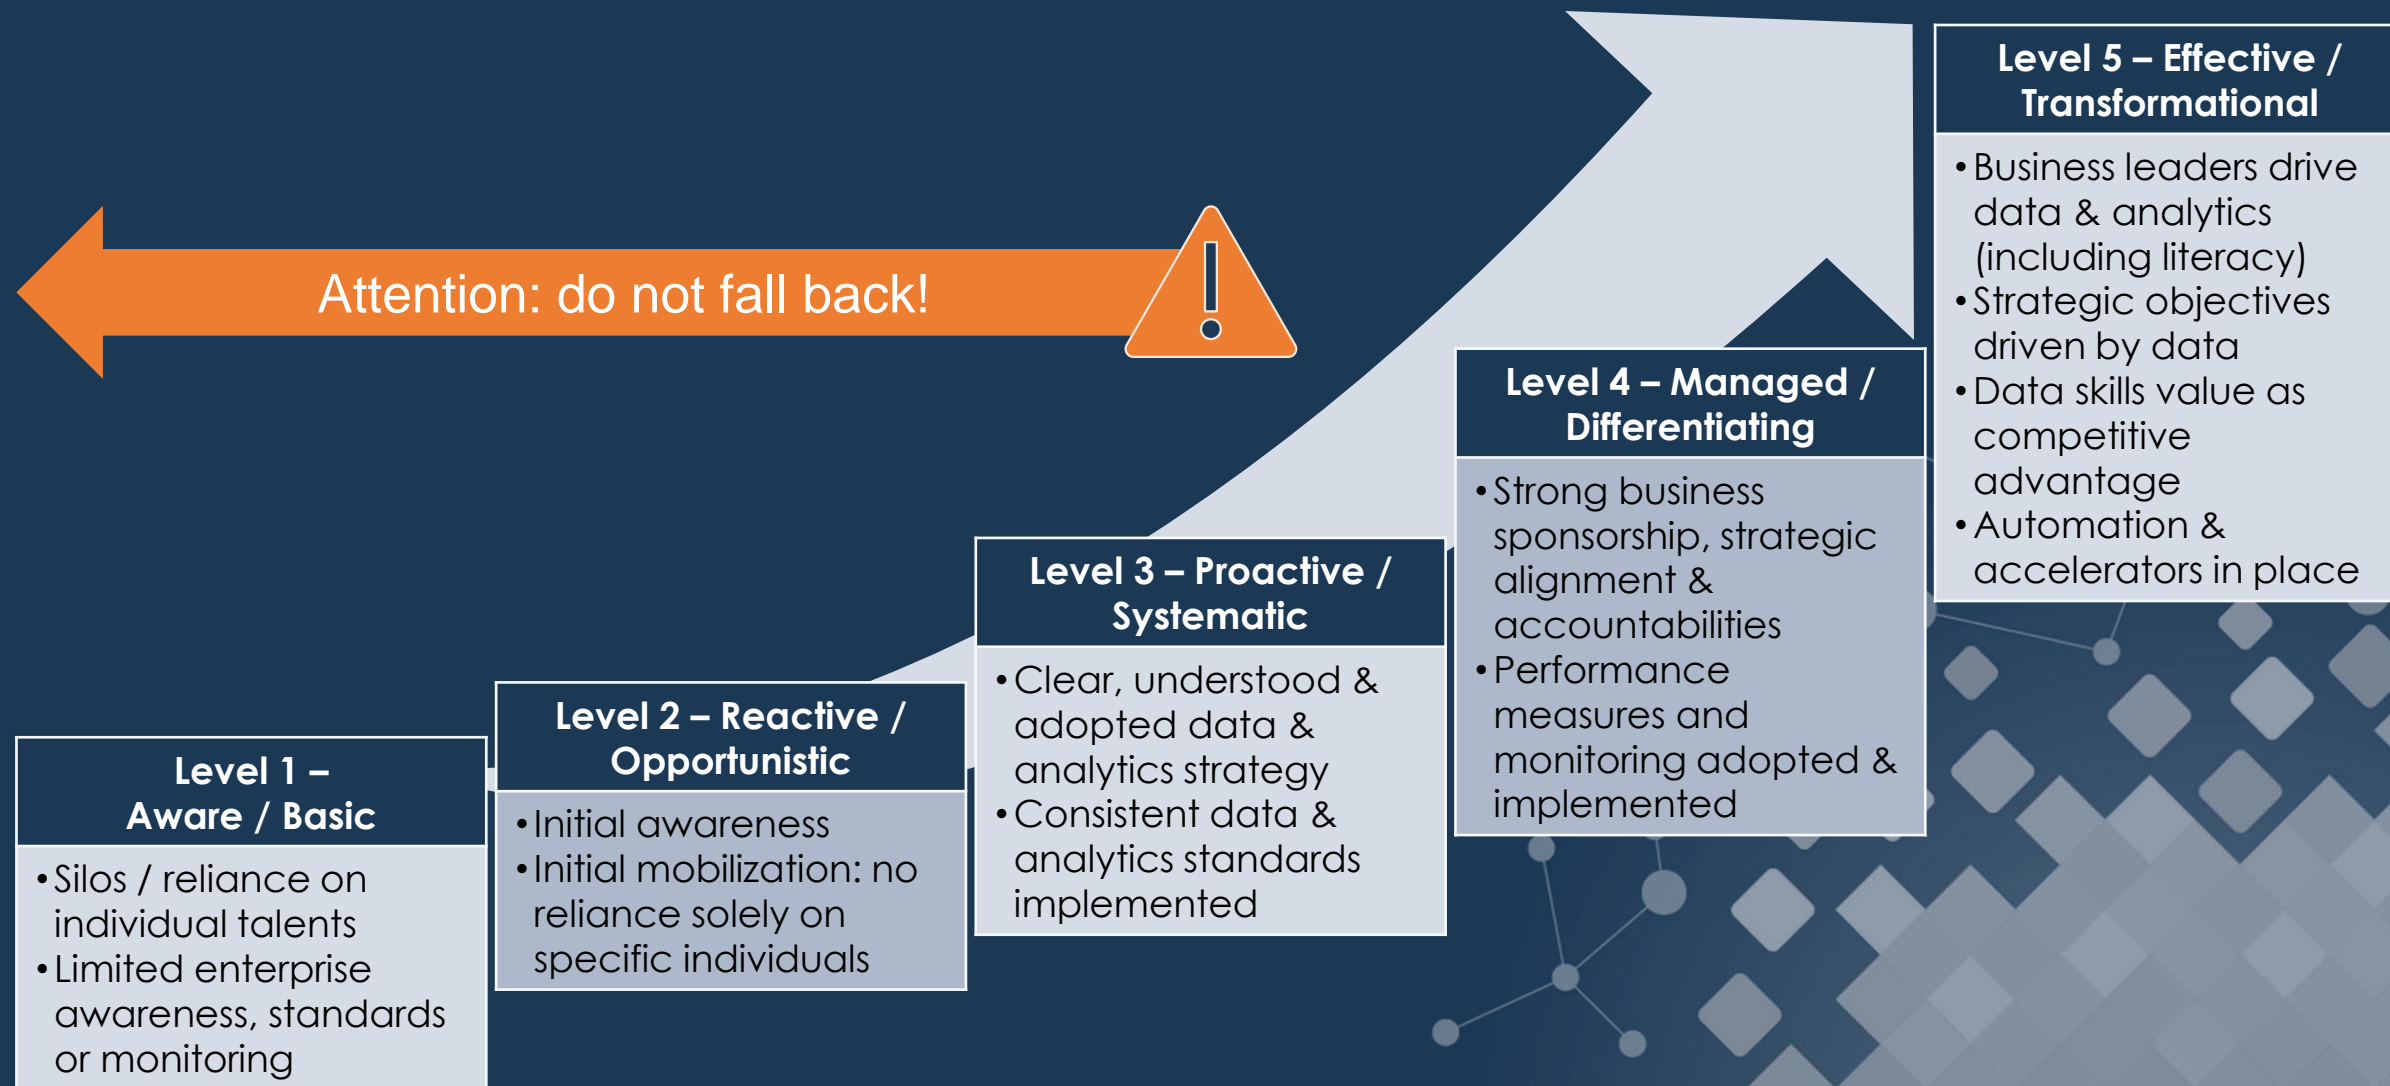 Attention: do not fall back!
Level 1 –
Aware / Basic
•Silos / reliance on
individual talents
•Limited enterprise
awareness, standards
or monitoring
Level 2 – Reactive /
Opportunistic
•Initial awareness
•Initial mobilization: no
reliance solely on
specific individuals
Level 3 – Proactive /
Systematic
•Clear, understood &
adopted data &
analytics strategy
•Consistent data &
analytics standards
implemented
Level 4 – Managed /
Differentiating
•Strong business
sponsorship, strategic
alignment &
accountabilities
•Performance
measures and
monitoring adopted &
implemented
Level 5 – Effective /
Transformational
•Business leaders drive
data & analytics
(including literacy)
•Strategic objectives
driven by data
•Data skills value as
competitive
advantage
•Automation &
accelerators in place